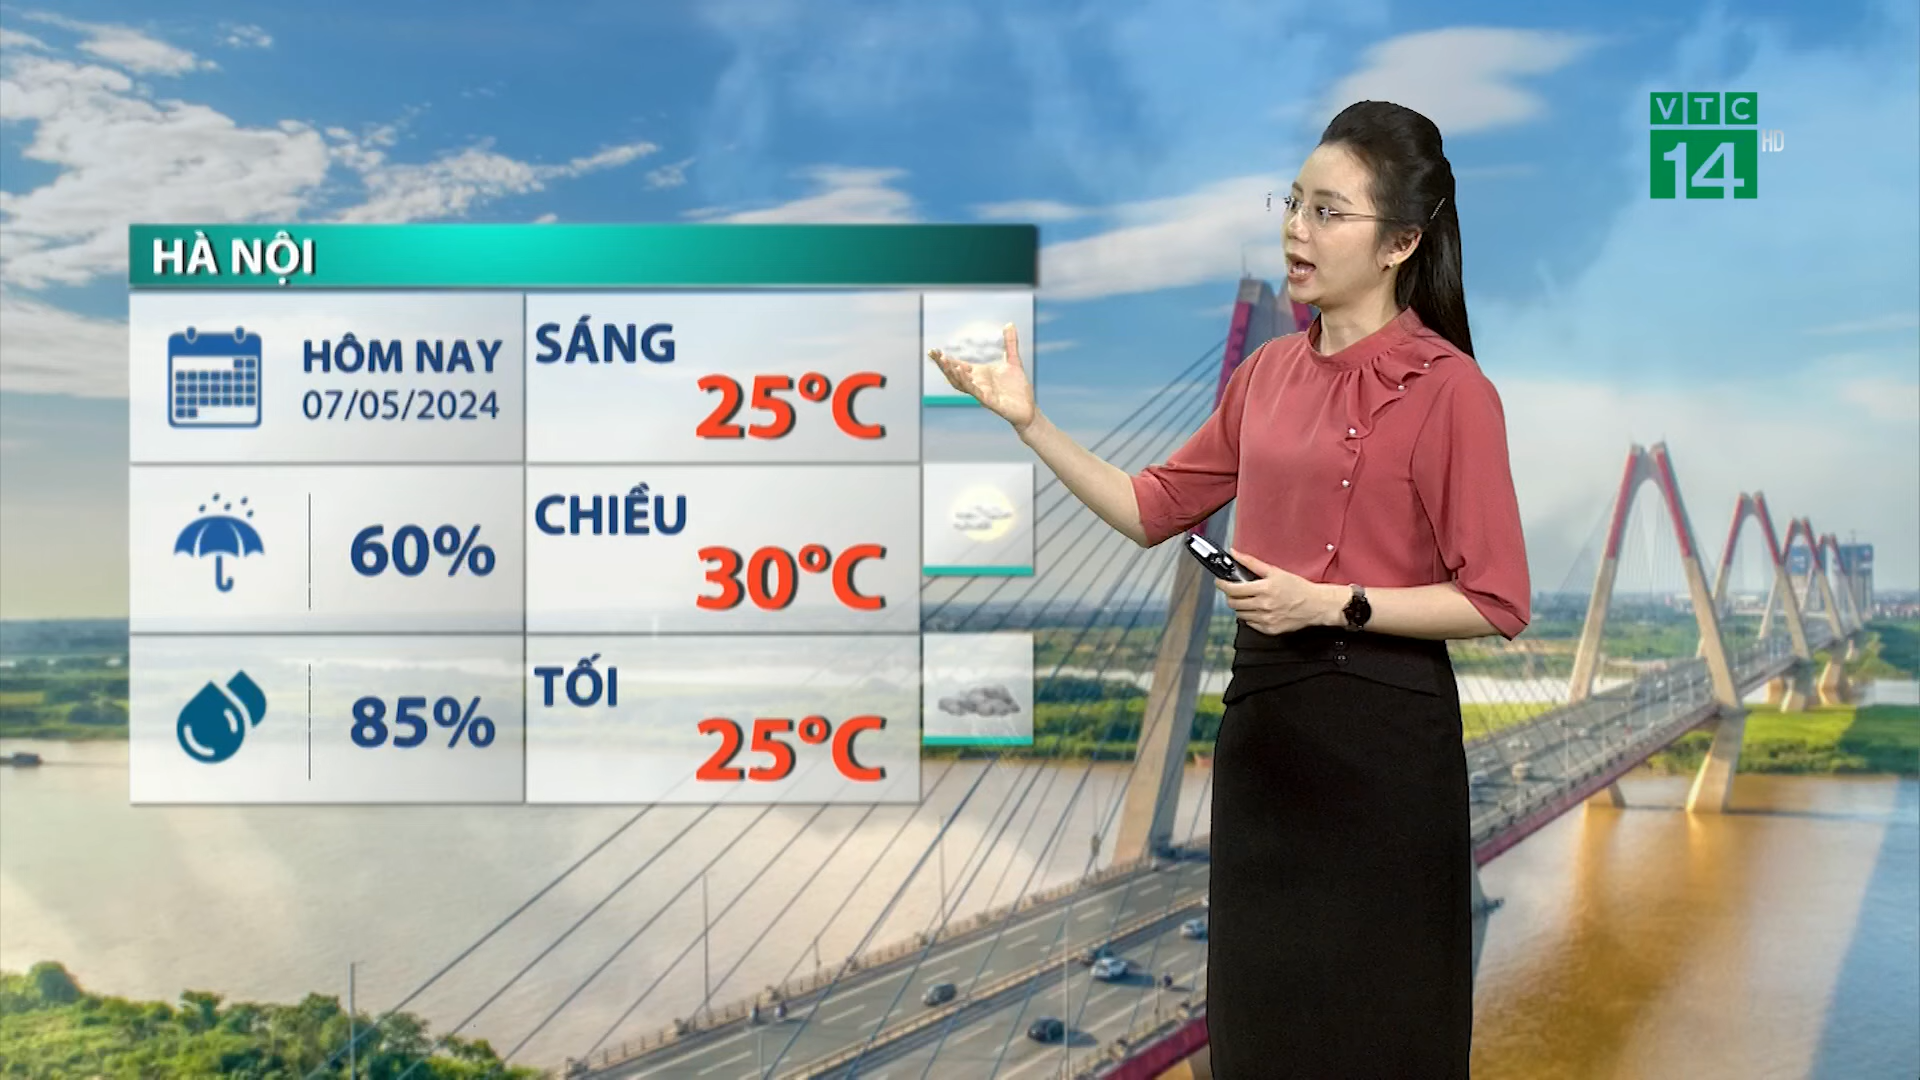 VTC
14
HD
HÀ NỘI
HÔM NAY
07/05/2024
SÁNG
25°C
60%
CHIỀU
30°C
85%
TỐI
25°C